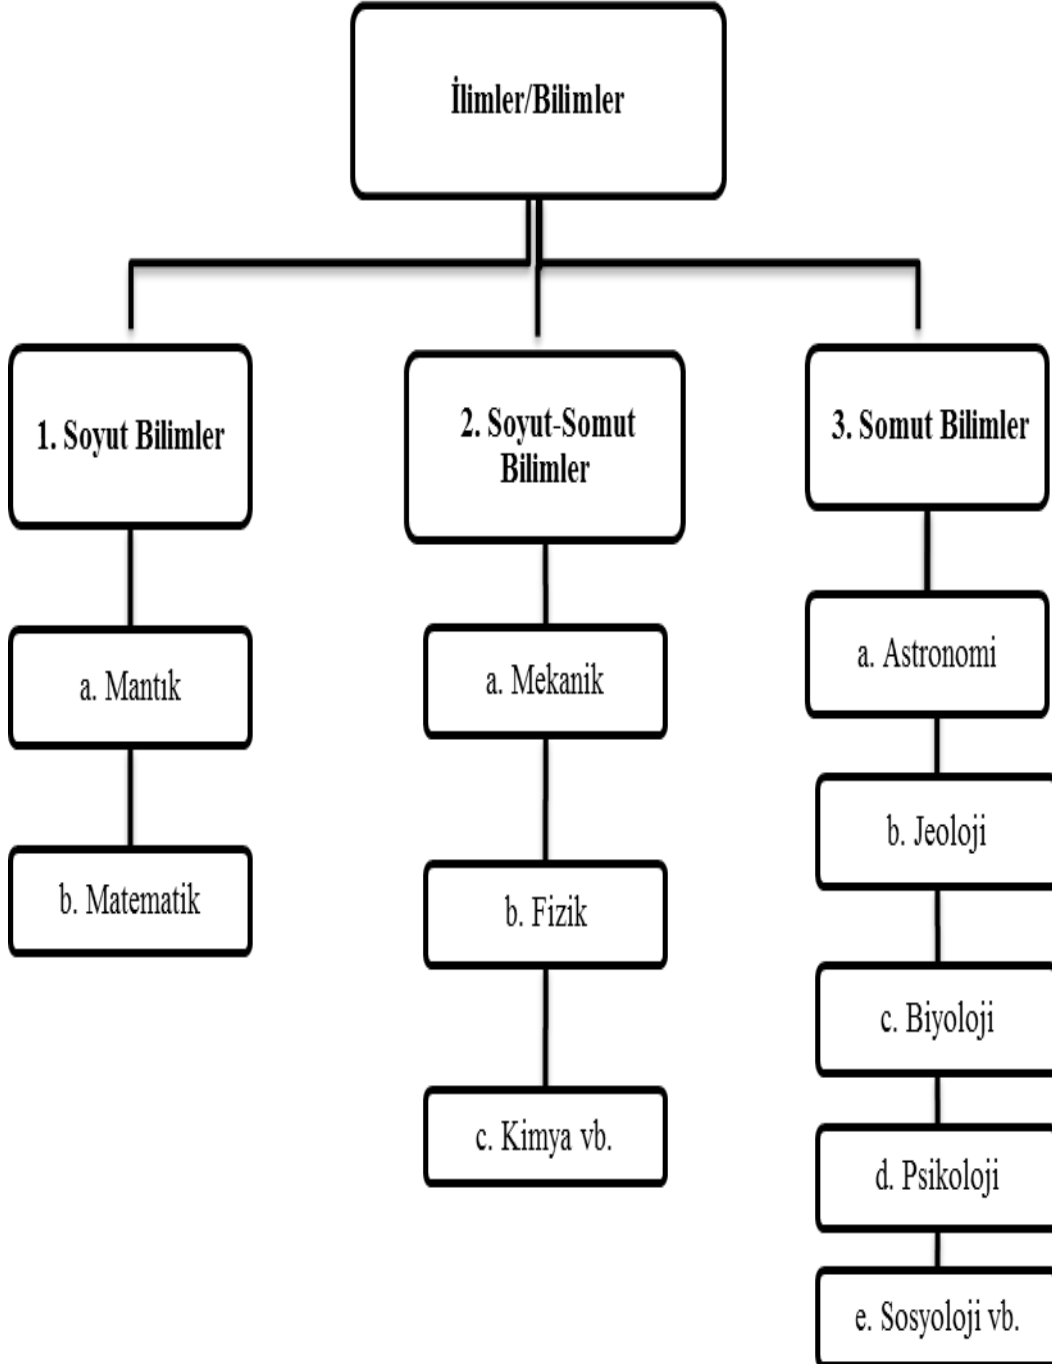 İlimler/Bilimler
1. Soyut Bilimler
a. Mantık
b. Matematik
2. Soyut-Somut
Bilimler
a. Mekanik
b. Fizik
c. Kimya vb.
3. Somut Bilimler
a. Astronomi
b. Jeoloji
c. Biyoloji
d. Psikoloji
e. Sosyoloji vb.